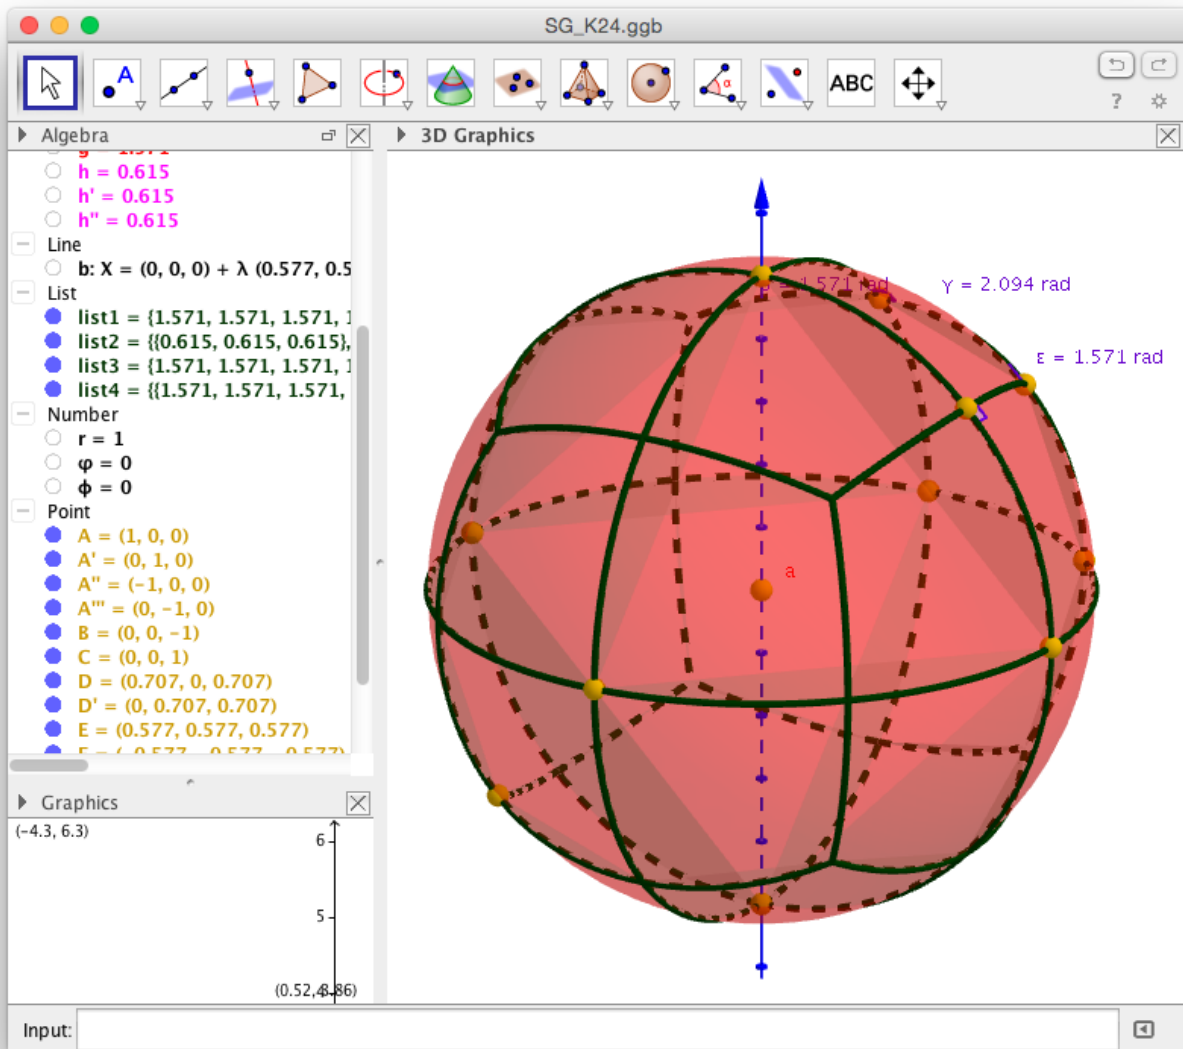 SG_K24.ggb
A
α
ABC
?
Algebra
3D Graphics
g = 1.571
h = 0.615
h' = 0.615
h" = 0.615
Line
b: X = (0, 0, 0) + λ (0.577, 0.5
List
list1 = {1.571, 1.571, 1.571, 1
list2 = {{0.615, 0.615, 0.615},
list3 = {1.571, 1.571, 1.571, 1
list4 = {{1.571, 1.571, 1.571,
Number
r = 1
φ = 0
ϕ = 0
Point
A = (1, 0, 0)
A' = (0, 1, 0)
A'' = (-1, 0, 0)
A''' = (0, -1, 0)
B = (0, 0, -1)
C = (0, 0, 1)
D = (0.707, 0, 0.707)
D' = (0, 0.707, 0.707)
E = (0.577, 0.577, 0.577)
= 1.571 rad
γ = 2.094 rad
ε = 1.571 rad
a
Graphics
(-4.3, 6.3)
6
5
Input: